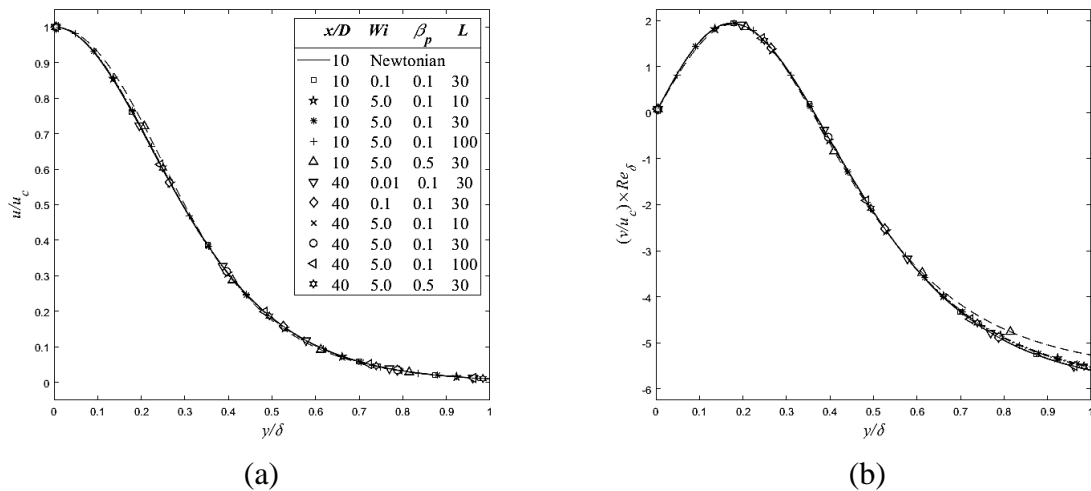 1
0.9
0.8
0.7
0.6
0.5
0.4
0.3
0.2
0.1
0
u/u_c
0 0.1 0.2 0.3 0.4 0.5 0.6 0.7 0.8 0.9 1
y/δ
x/D Wi β_p L
10 Newtonian
10 0.1 0.1 30
10 5.0 0.1 10
10 5.0 0.1 30
10 5.0 0.1 100
10 5.0 0.5 30
40 0.01 0.1 30
40 0.1 0.1 30
40 5.0 0.1 10
40 5.0 0.1 30
40 5.0 0.1 100
40 5.0 0.5 30
(a)
2
1
0
-1
-2
-3
-4
-5
-6
(v/u_c)×Re_δ
0 0.1 0.2 0.3 0.4 0.5 0.6 0.7 0.8 0.9 1
y/δ
(b)